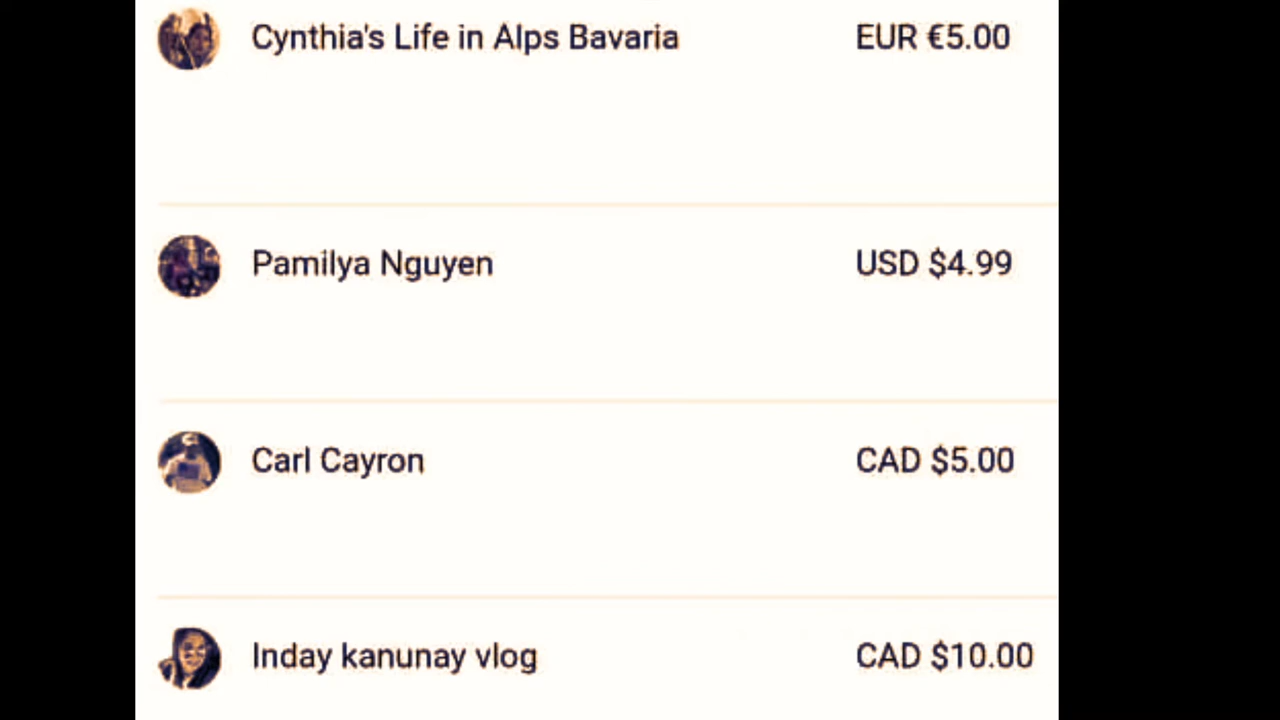 Cynthia's Life in Alps Bavaria EUR €5.00
Pamilya Nguyen USD $4.99
Carl Cayron CAD $5.00
Inday kanunay vlog CAD $10.00